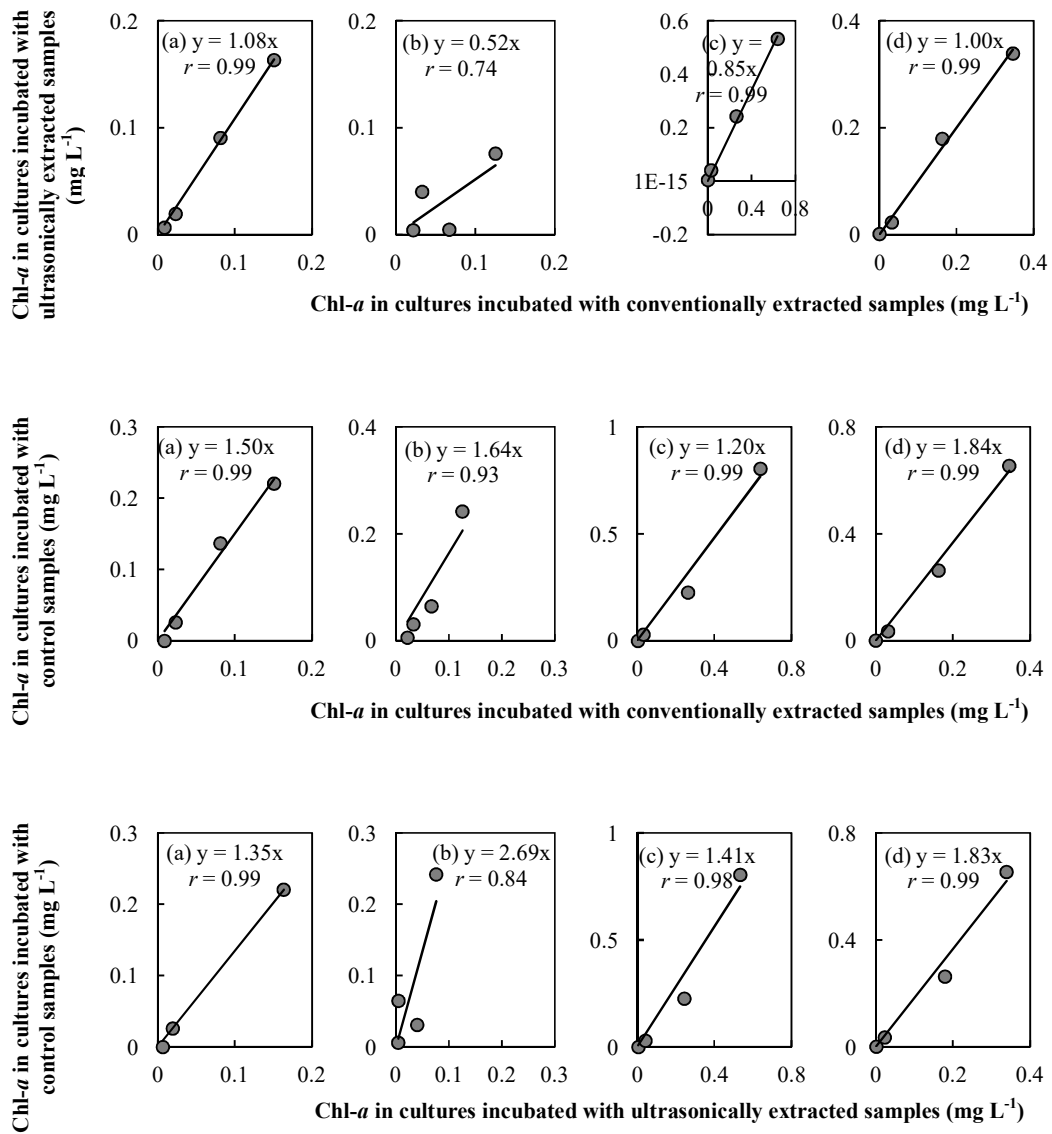 Chl-a in cultures incubated with
ultrasonically extracted samples
(mg L-1)
0.2
0.1
0
(a) y = 1.08x
r = 0.99
0 0.1 0.2
0.2
0.1
0
(b) y = 0.52x
r = 0.74
0 0.1 0.2
0.6
0.4
0.2
1E-15
-0.2
(c) y =
0.85x
r = 0.99
0 0.4 0.8
0.4
0.2
0
(d) y = 1.00x
r = 0.99
0 0.2 0.4
Chl-a in cultures incubated with conventionally extracted samples (mg L-1)
Chl-a in cultures incubated with
control samples (mg L-1)
0.3
0.2
0.1
0
(a) y = 1.50x
r = 0.99
0 0.1 0.2
0.4
0.2
0
(b) y = 1.64x
r = 0.93
0 0.1 0.2 0.3
1
0.5
0
(c) y = 1.20x
r = 0.99
0 0.4 0.8
0.8
0.4
0
(d) y = 1.84x
r = 0.99
0 0.2 0.4
Chl-a in cultures incubated with conventionally extracted samples (mg L-1)
Chl-a in cultures incubated with
control samples (mg L-1)
0.3
0.2
0.1
0
(a) y = 1.35x
r = 0.99
0 0.1 0.2
0.3
0.2
0.1
0
(b) y = 2.69x
r = 0.84
0 0.1 0.2 0.3
1
0.5
0
(c) y = 1.41x
r = 0.98
0 0.4 0.8
0.8
0.4
0
(d) y = 1.83x
r = 0.99
0 0.2 0.4
Chl-a in cultures incubated with ultrasonically extracted samples (mg L-1)